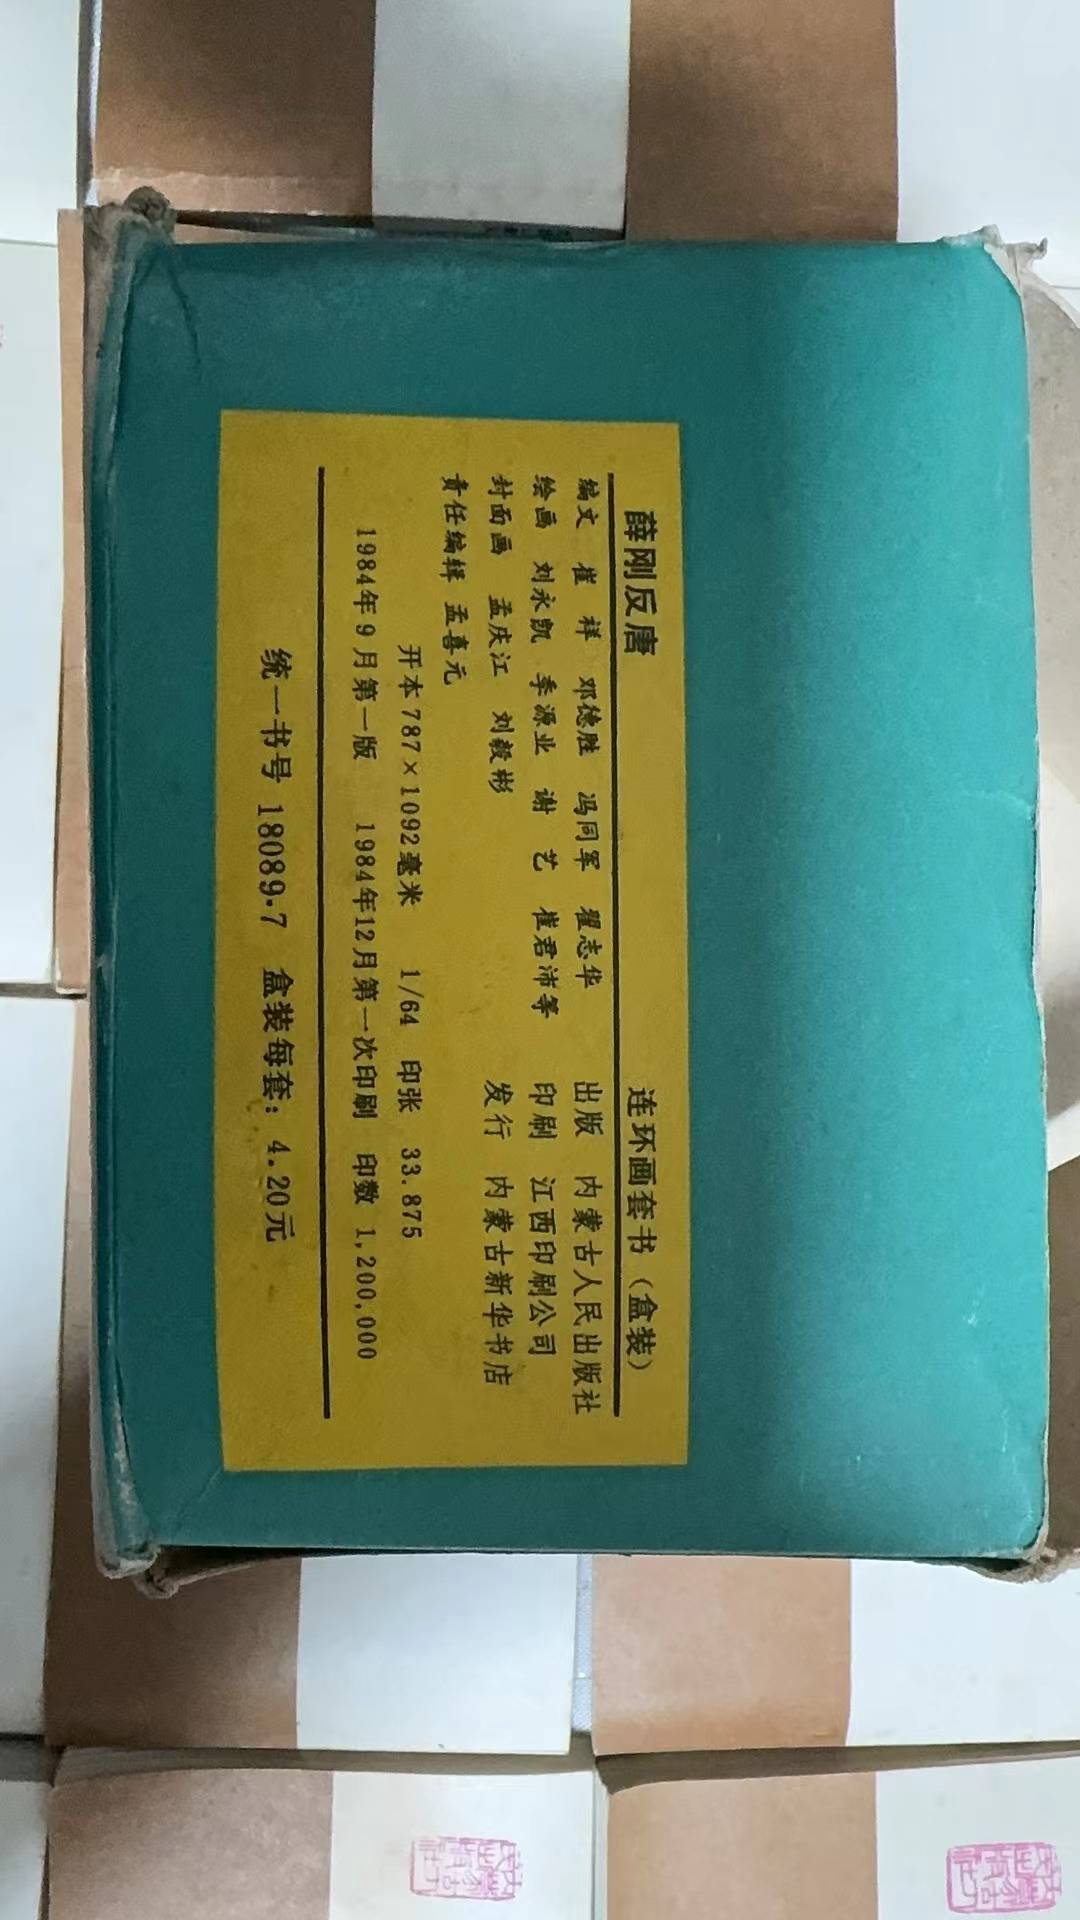 薛刚反唐 连环画套书（盒装）
编文 崔祥 邓德胜 冯同军 翟志华 出版 内蒙古人民出版社
绘画 刘永凯 季源业 谢艺 崔君沛等 印刷 江西印刷公司
封面画 孟庆江 刘毅彬 发行 内蒙古新华书店
责任编辑 孟喜元
开本787×1092毫米 1/64 印张 33.875
1984年9月第一版 1984年12月第一次印刷 印数 1,200,000
统一书号 18089·7 盒装每套：4.20元